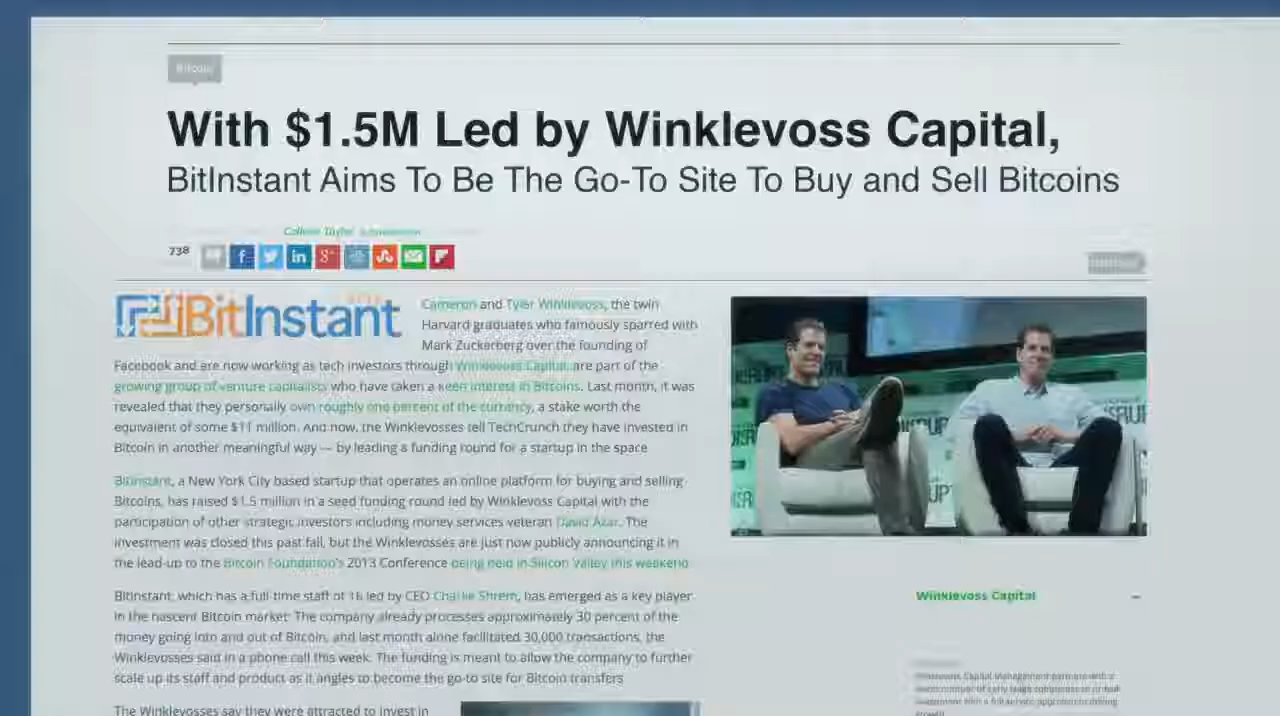 Bitcoin
With $1.5M Led by Winklevoss Capital,
BitInstant Aims To Be The Go-To Site To Buy and Sell Bitcoins
Colleen Taylor
738
BitInstant
Cameron and Tyler Winklevoss, the twin
Harvard graduates who famously sparred with
Mark Zuckerberg over the founding of
Facebook and are now working as tech investors through Winklevoss Capital, are part of the
growing group of venture capitalists who have taken a keen interest in Bitcoins. Last month, it was
revealed that they personally own roughly one percent of the currency, a stake worth the
equivalent of some $11 million. And now, the Winklevosses tell TechCrunch they have invested in
Bitcoin in another meaningful way — by leading a funding round for a startup in the space
BitInstant, a New York City based startup that operates an online platform for buying and selling
Bitcoins, has raised $1.5 million in a seed funding round led by Winklevoss Capital with the
participation of other strategic investors including money services veteran David Azar. The
investment was closed this past fall, but the Winklevosses are just now publicly announcing it in
the lead-up to the Bitcoin Foundation's 2013 Conference being held in Silicon Valley this weekend
BitInstant, which has a full time staff of 16 led by CEO Charlie Shrem, has emerged as a key player
in the nascent Bitcoin market. The company already processes approximately 30 percent of the
money going into and out of Bitcoin, and last month alone facilitated 30,000 transactions, the
Winklevosses said in a phone call this week. The funding is meant to allow the company to further
scale up its staff and product as it angles to become the go-to site for Bitcoin transfers
The Winklevosses say they were attracted to invest in
Winklevoss Capital